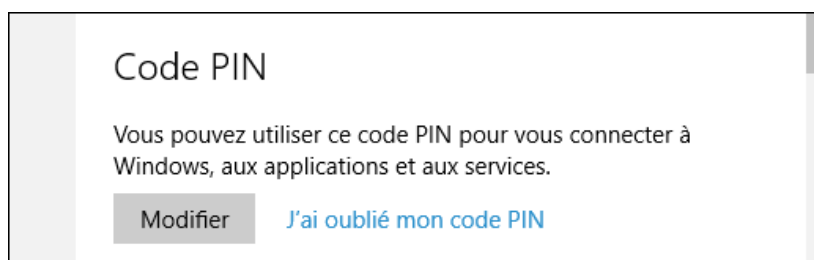 Code PIN
Vous pouvez utiliser ce code PIN pour vous connecter à
Windows, aux applications et aux services.
Modifier J'ai oublié mon code PIN